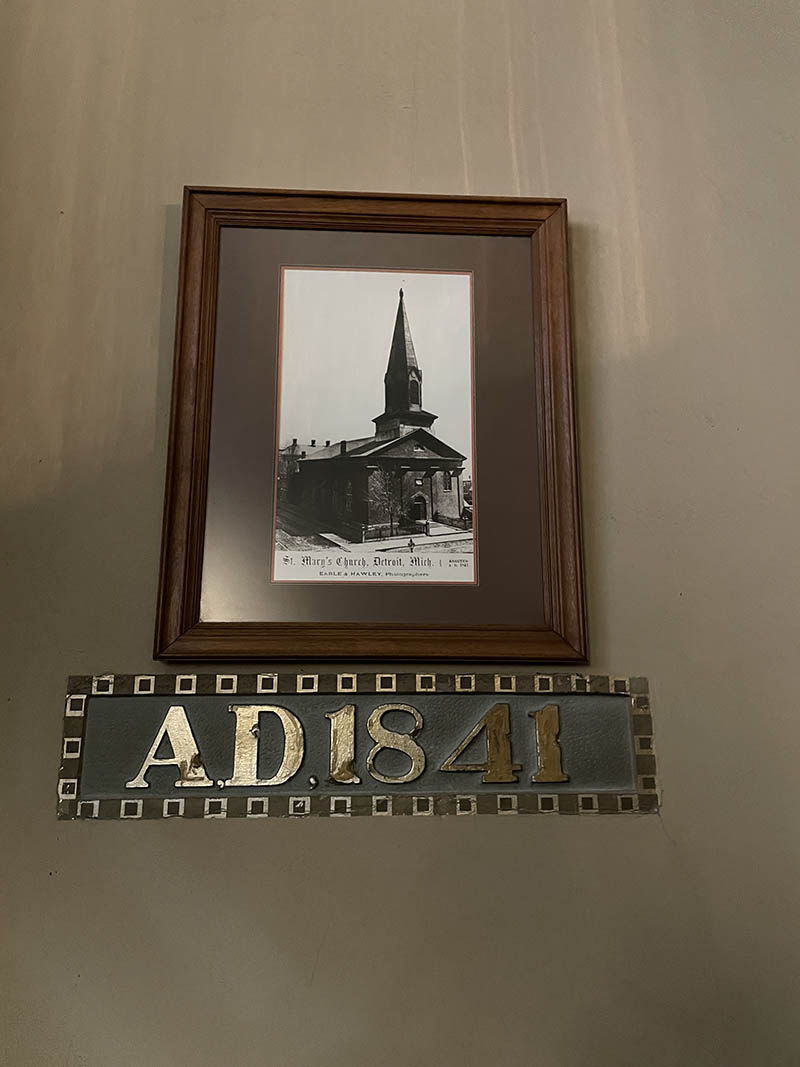 St. Mary's Church, Detroit, Mich.
EARLE & HAWLEY, Photographers
A,D,1841